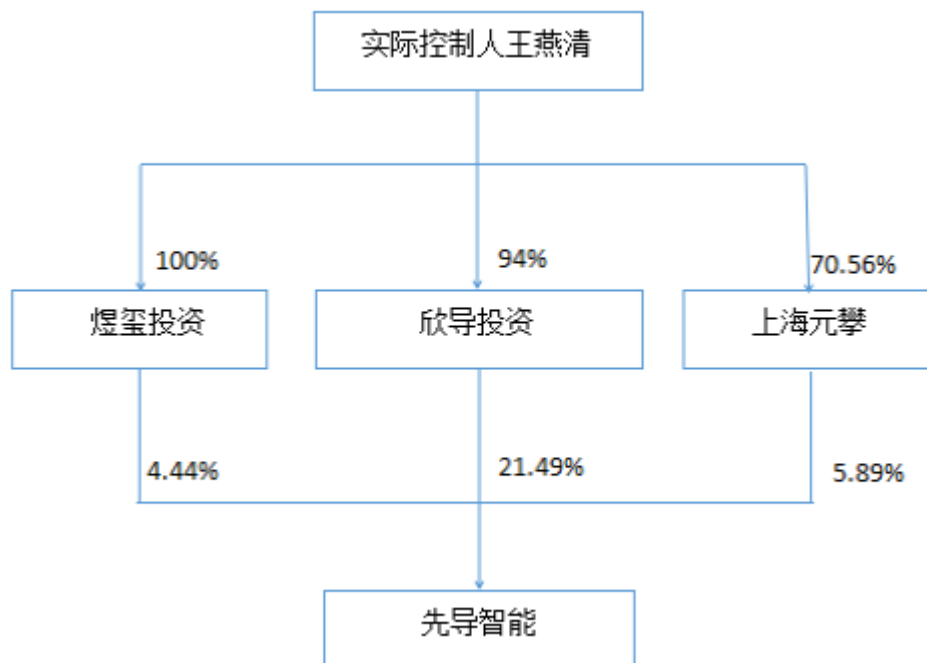 实际控制人王燕清
100%
94%
70.56%
煜玺投资
欣导投资
上海元攀
4.44%
21.49%
5.89%
先导智能